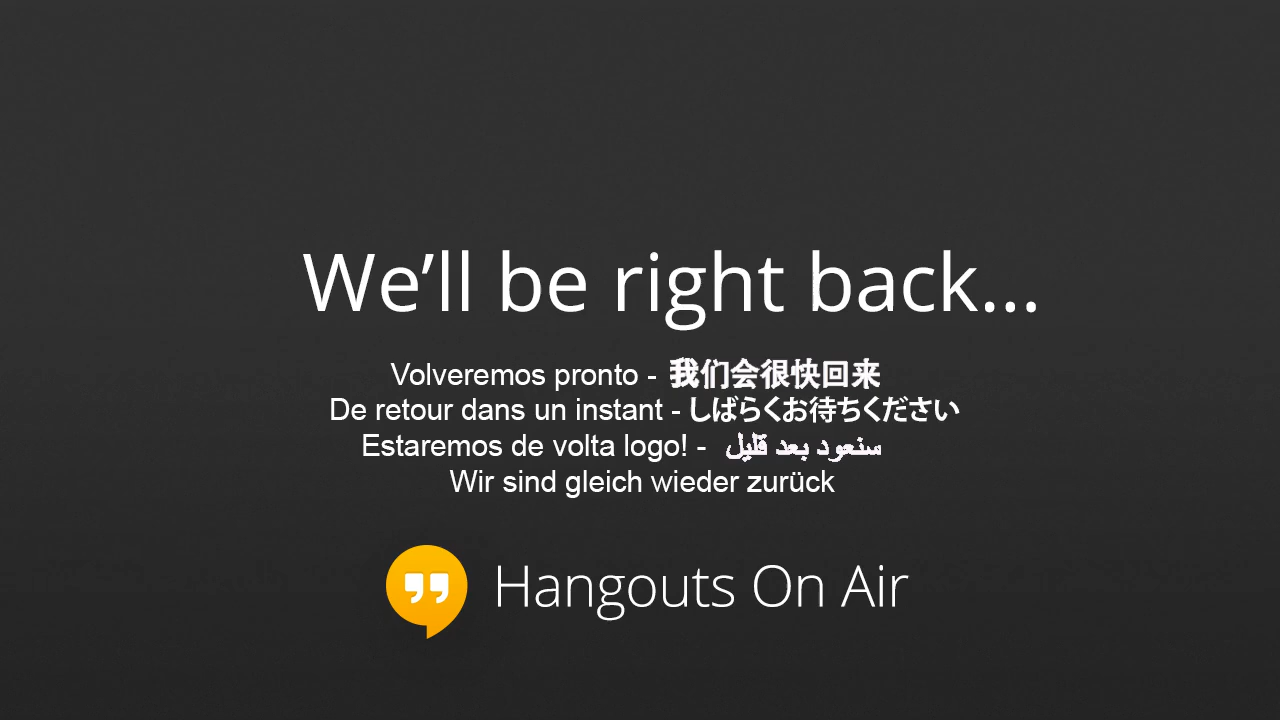 We’ll be right back...
Volveremos pronto - 我们会很快回来
De retour dans un instant - しばらくお待ちください
Estaremos de volta logo! - سنعود بعد قليل
Wir sind gleich wieder zurück
Hangouts On Air